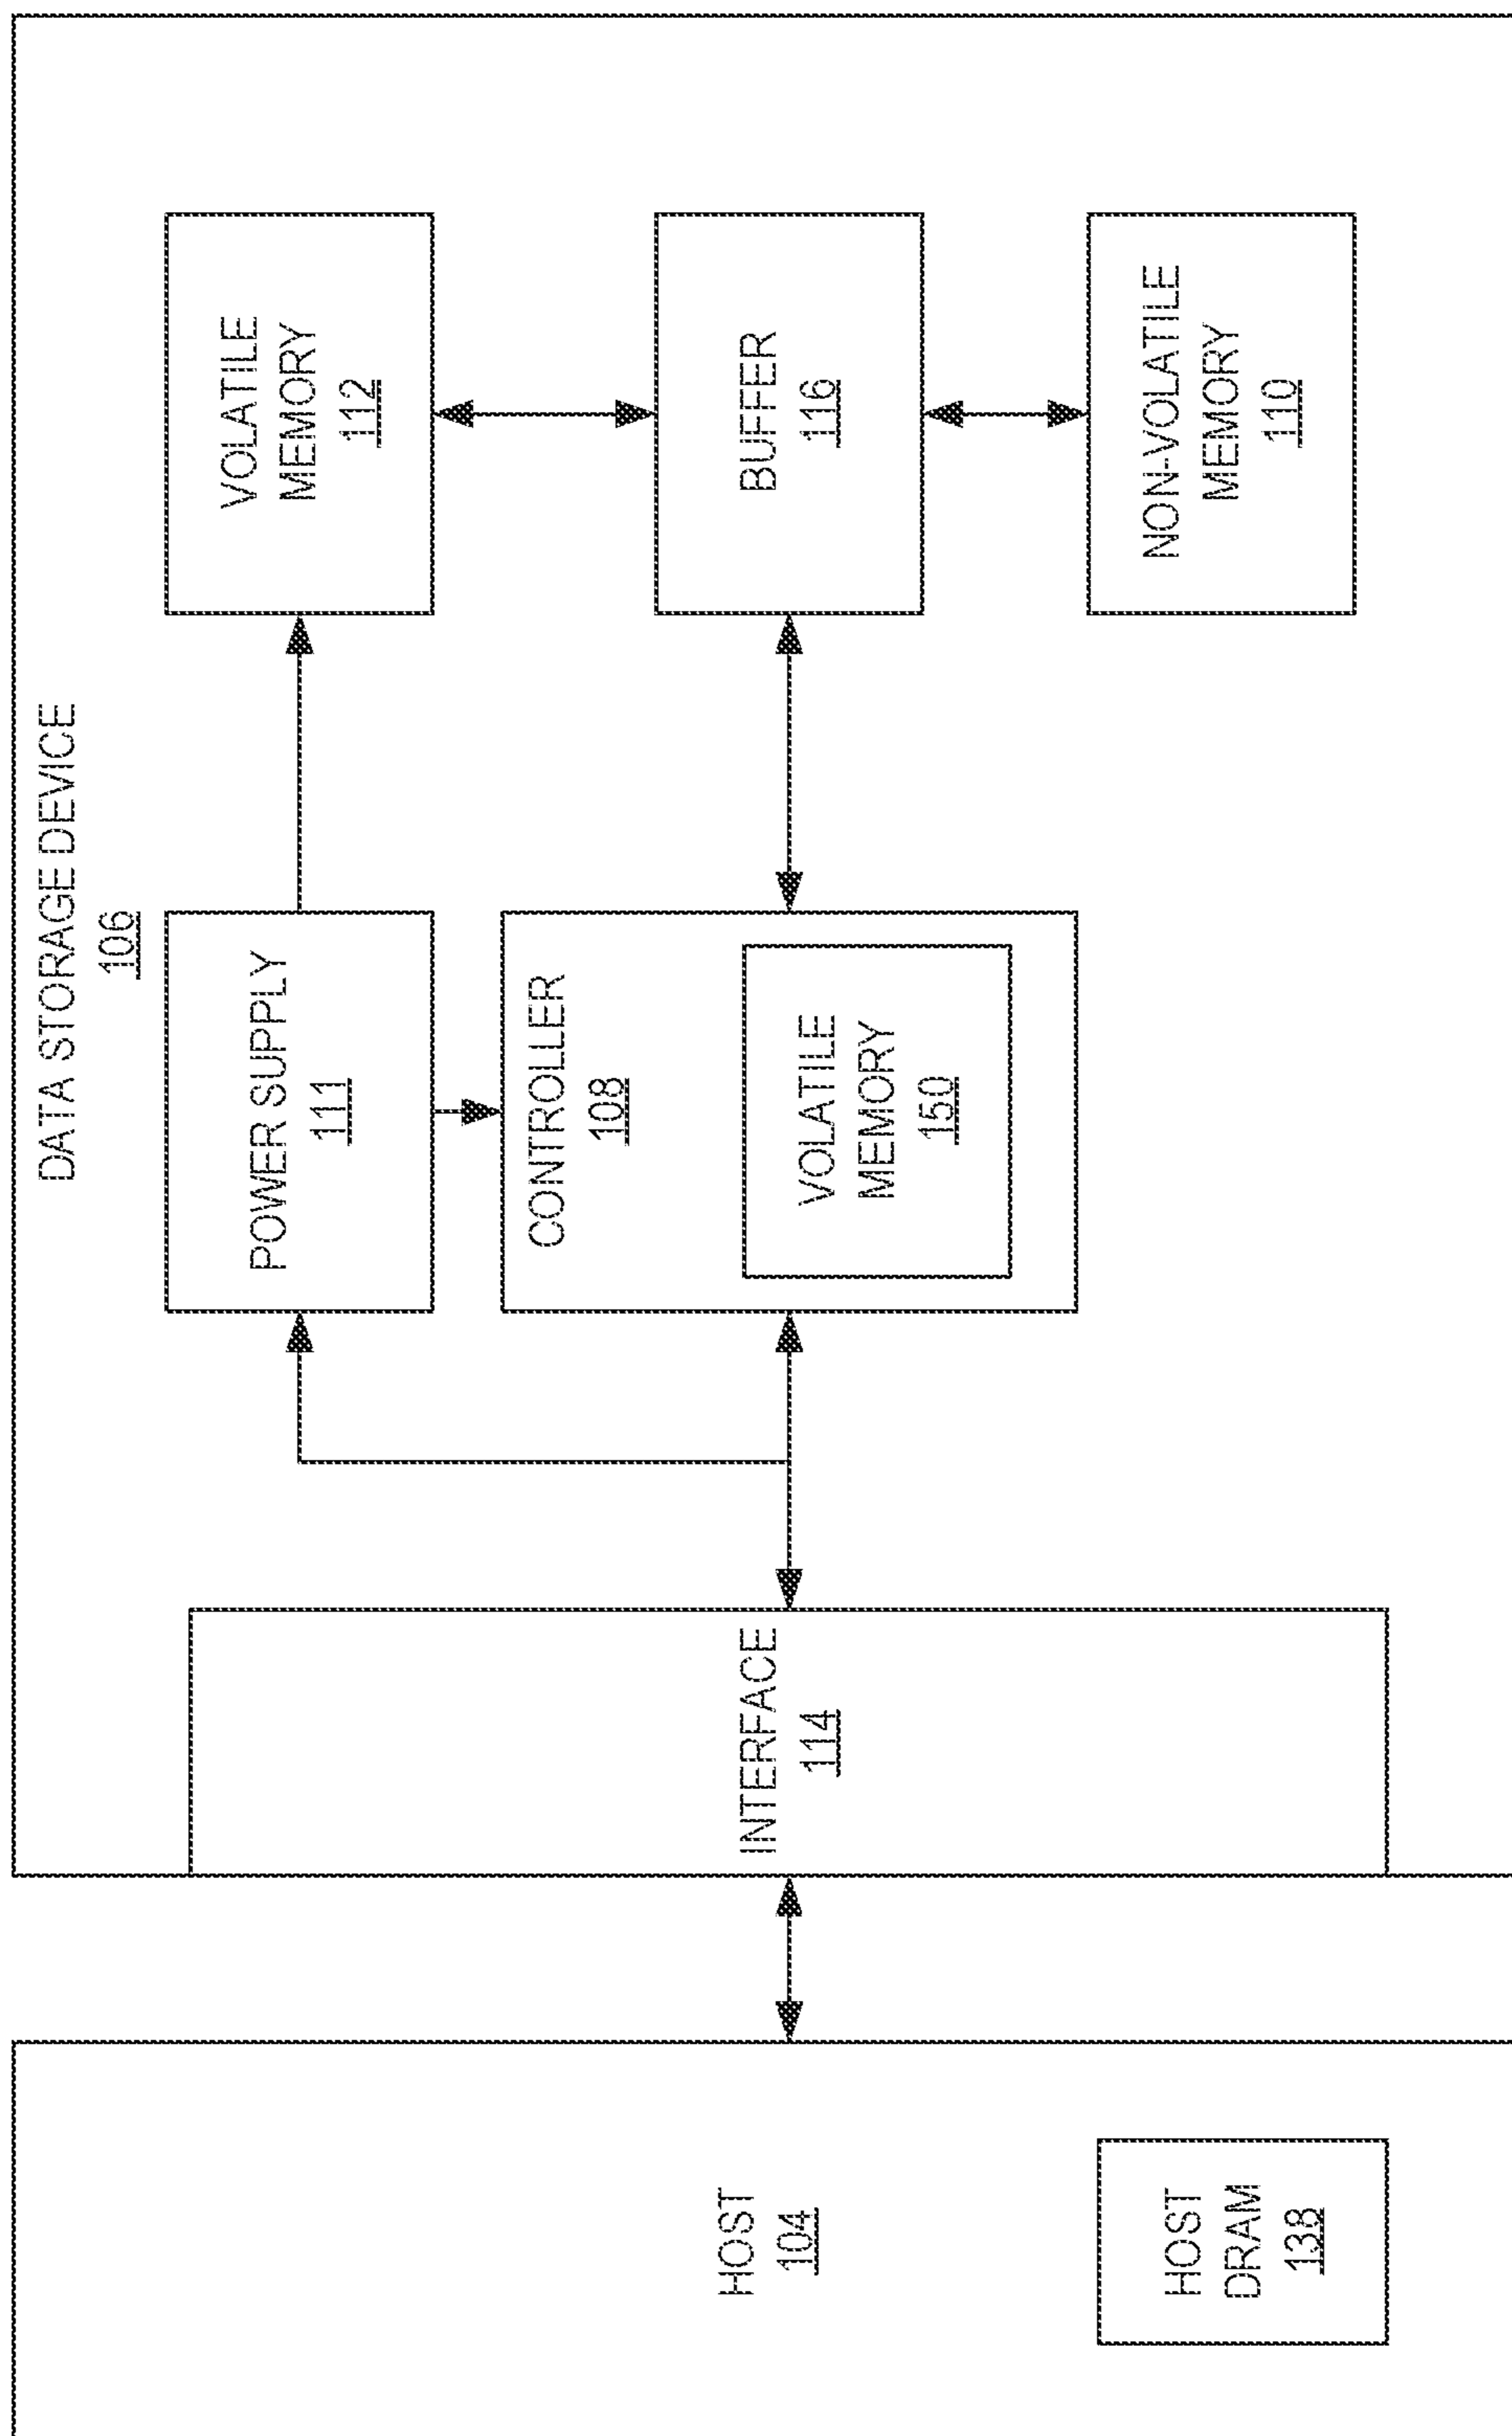 DATA STORAGE DEVICE
106
HOST
104
HOST
DRAM
138
INTERFACE
114
POWER SUPPLY
111
CONTROLLER
108
VOLATILE
MEMORY
150
VOLATILE
MEMORY
112
BUFFER
116
NON-VOLATILE
MEMORY
110